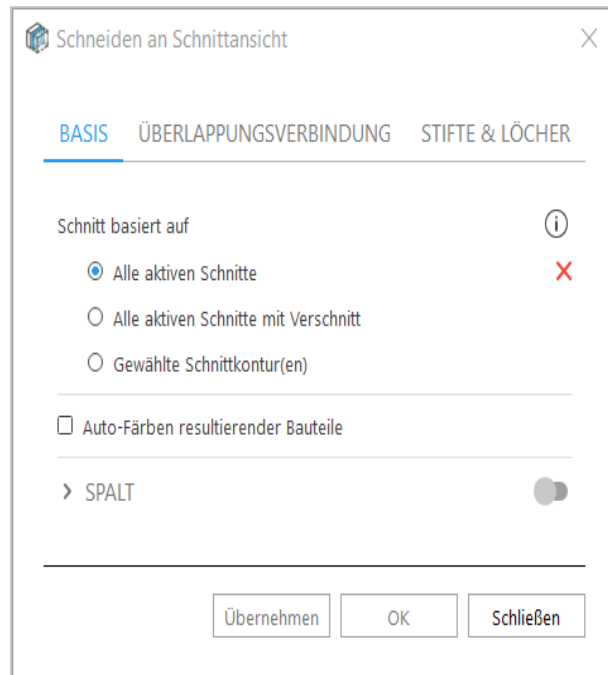 Schneiden an Schnittansicht
BASIS ÜBERLAPPUNGSVERBINDUNG STIFTE & LÖCHER
Schnitt basiert auf
Alle aktiven Schnitte
Alle aktiven Schnitte mit Verschnitt
Gewählte Schnittkontur(en)
Auto-Färben resultierender Bauteile
SPALT
Übernehmen OK Schließen